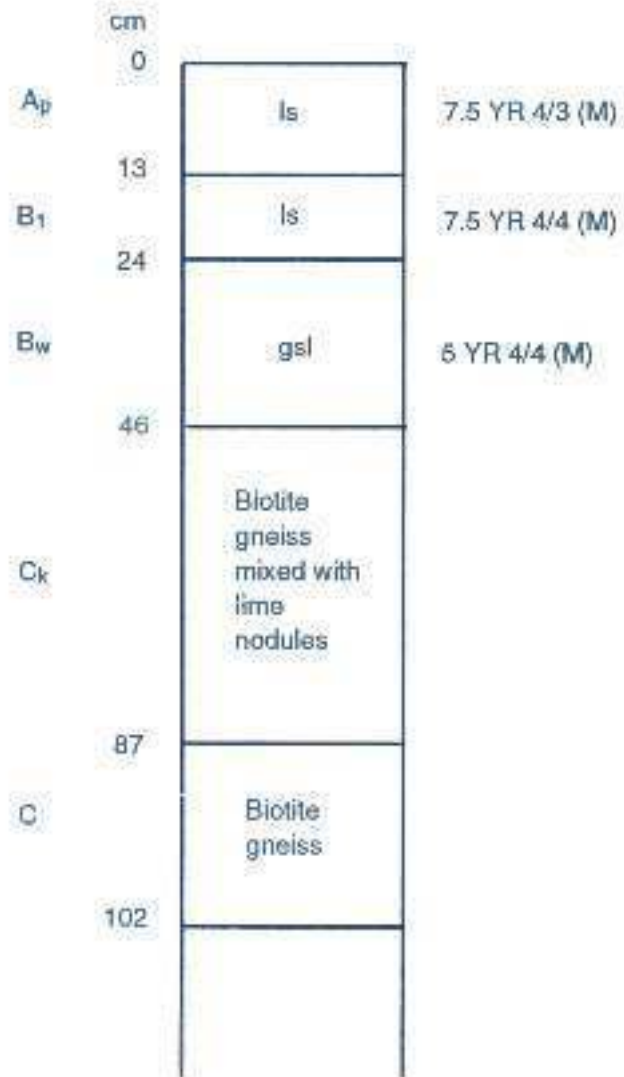 cm
0
Ap ls 7.5 YR 4/3 (M)
13
B1 ls 7.5 YR 4/4 (M)
24
Bw gsl 5 YR 4/4 (M)
46
Ck
Biotite
gneiss
mixed with
lime
nodules
87
C
Biotite
gneiss
102